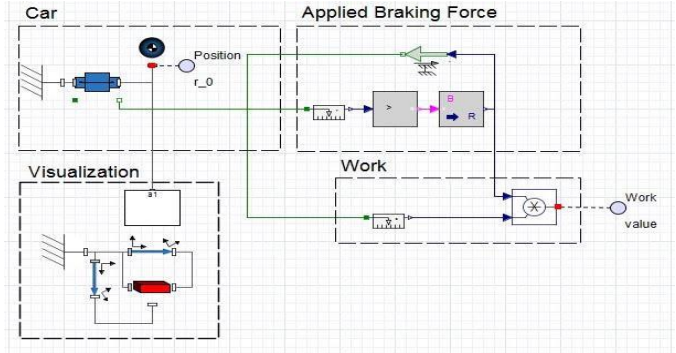 Car
Applied Braking Force
Position
r_0
>
B
R
Visualization
a1
Work
Work
value